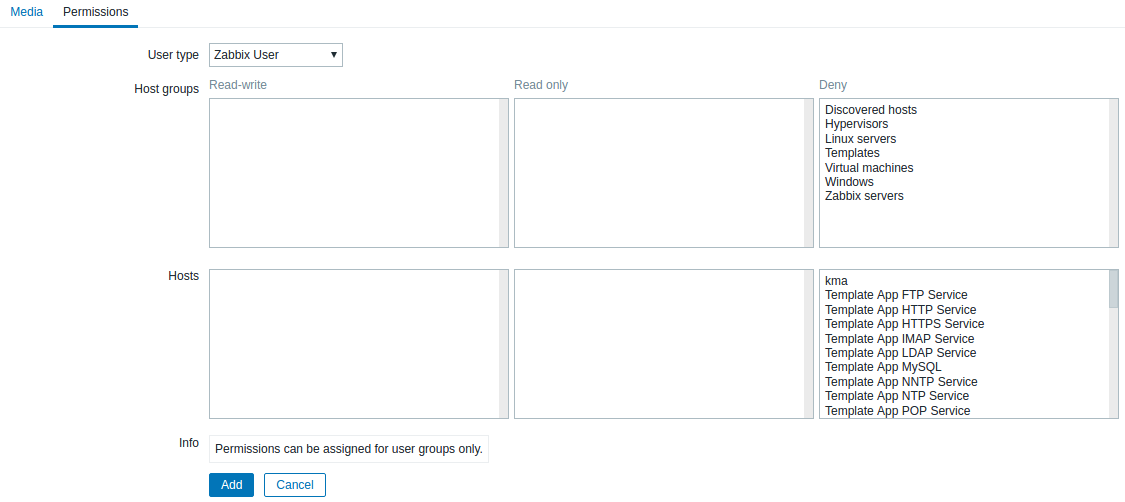 Media Permissions
User type Zabbix User
Host groups Read-write Read only Deny
Discovered hosts
Hypervisors
Linux servers
Templates
Virtual machines
Windows
Zabbix servers
Hosts
kma
Template App FTP Service
Template App HTTP Service
Template App HTTPS Service
Template App IMAP Service
Template App LDAP Service
Template App MySQL
Template App NNTP Service
Template App NTP Service
Template App POP Service
Info Permissions can be assigned for user groups only.
Add Cancel